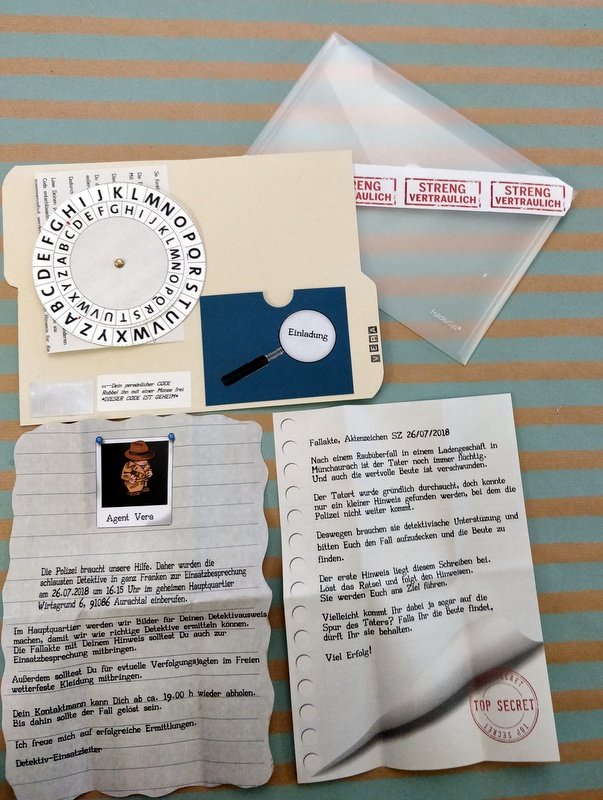 STRENG
VERTRAULICH
STRENG
VERTRAULICH
RENG
RAULICH
A B C D E F G H I J K L M N O P Q R S T U V W X Y Z
A B C D E F G H I J K L M N O P Q R S T U V W X Y Z
Einladung
VERA
<--Dein persönlicher CODE
Rubbel ihn mit einer Münze frei
*DIESER CODE IST GEHEIM*
Agent Vera
Die Polizei braucht unsere Hilfe. Daher wurden die
schlausten Detektive in ganz Franken zur Einsatzbesprechung
am 26.07.2018 um 16:15 Uhr im geheimen Hauptquartier
Wirtsgrund 6, 91086 Aurachtal einberufen.
Im Hauptquartier werden wir Bilder für Deinen Detektivausweis
machen, damit wir wie richtige Detektive ermitteln können.
Die Fallakte mit Deinem Hinweis solltest Du auch zur
Einsatzbesprechung mitbringen.
Außerdem solltest Du für evtuelle Verfolgungsjagten im Freien
wetterfeste Kleidung mitbringen.
Dein Kontaktmann kann Dich ab ca. 19.00 h wieder abholen.
Bis dahin sollte der Fall gelöst sein.
Ich freue mich auf erfolgreiche Ermittlungen.
Detektiv-Einsatzleiter
Fallakte, Aktenzeichen SZ 26/07/2018
Nach einem Raubüberfall in einem Ladengeschäft in
Münchaurach ist der Täter noch immer flüchtig.
Und auch die wertvolle Beute ist verschwunden.
Der Tatort wurde gründlich durchsucht, doch konnte
nur ein kleiner Hinweis gefunden werden, bei dem die
Polizei nicht weiter kommt.
Deswegen brauchen sie detektivische Unterstüzung und
bitten Euch den Fall aufzudecken und die Beute zu
finden.
Der erste Hinweis liegt diesem Schreiben bei.
Löst das Rätsel und folgt den Hinweisen.
Sie werden Euch ans Ziel führen.
Vielleicht kommt Ihr dabei ja sogar auf die
Spur des Täters? Falls Ihr die Beute findet,
dürft Ihr sie behalten.
Viel Erfolg!
TOP SECRET
TOP SECRET
TOP SECRET